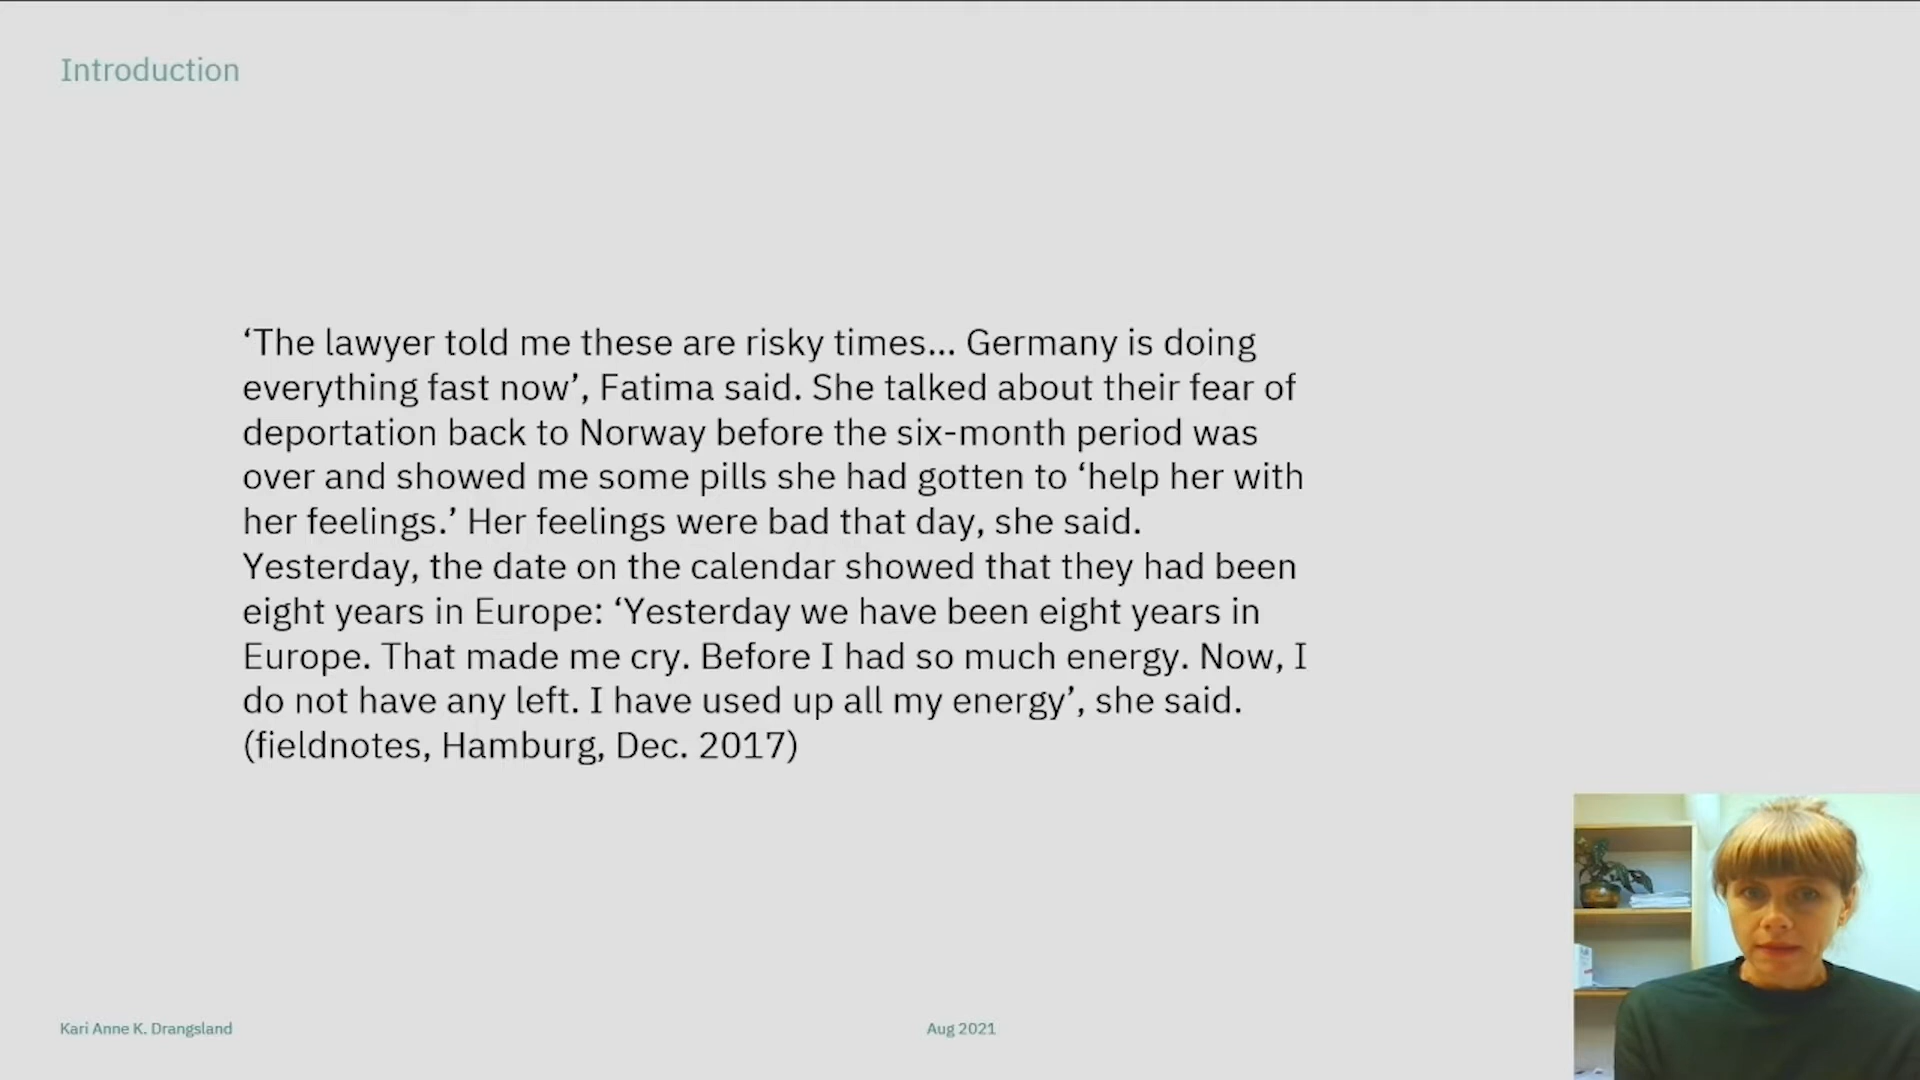 Introduction
‘The lawyer told me these are risky times... Germany is doing
everything fast now’, Fatima said. She talked about their fear of
deportation back to Norway before the six-month period was
over and showed me some pills she had gotten to ‘help her with
her feelings.’ Her feelings were bad that day, she said.
Yesterday, the date on the calendar showed that they had been
eight years in Europe: ‘Yesterday we have been eight years in
Europe. That made me cry. Before I had so much energy. Now, I
do not have any left. I have used up all my energy’, she said.
(fieldnotes, Hamburg, Dec. 2017)
Kari Anne K. Drangsland
Aug 2021